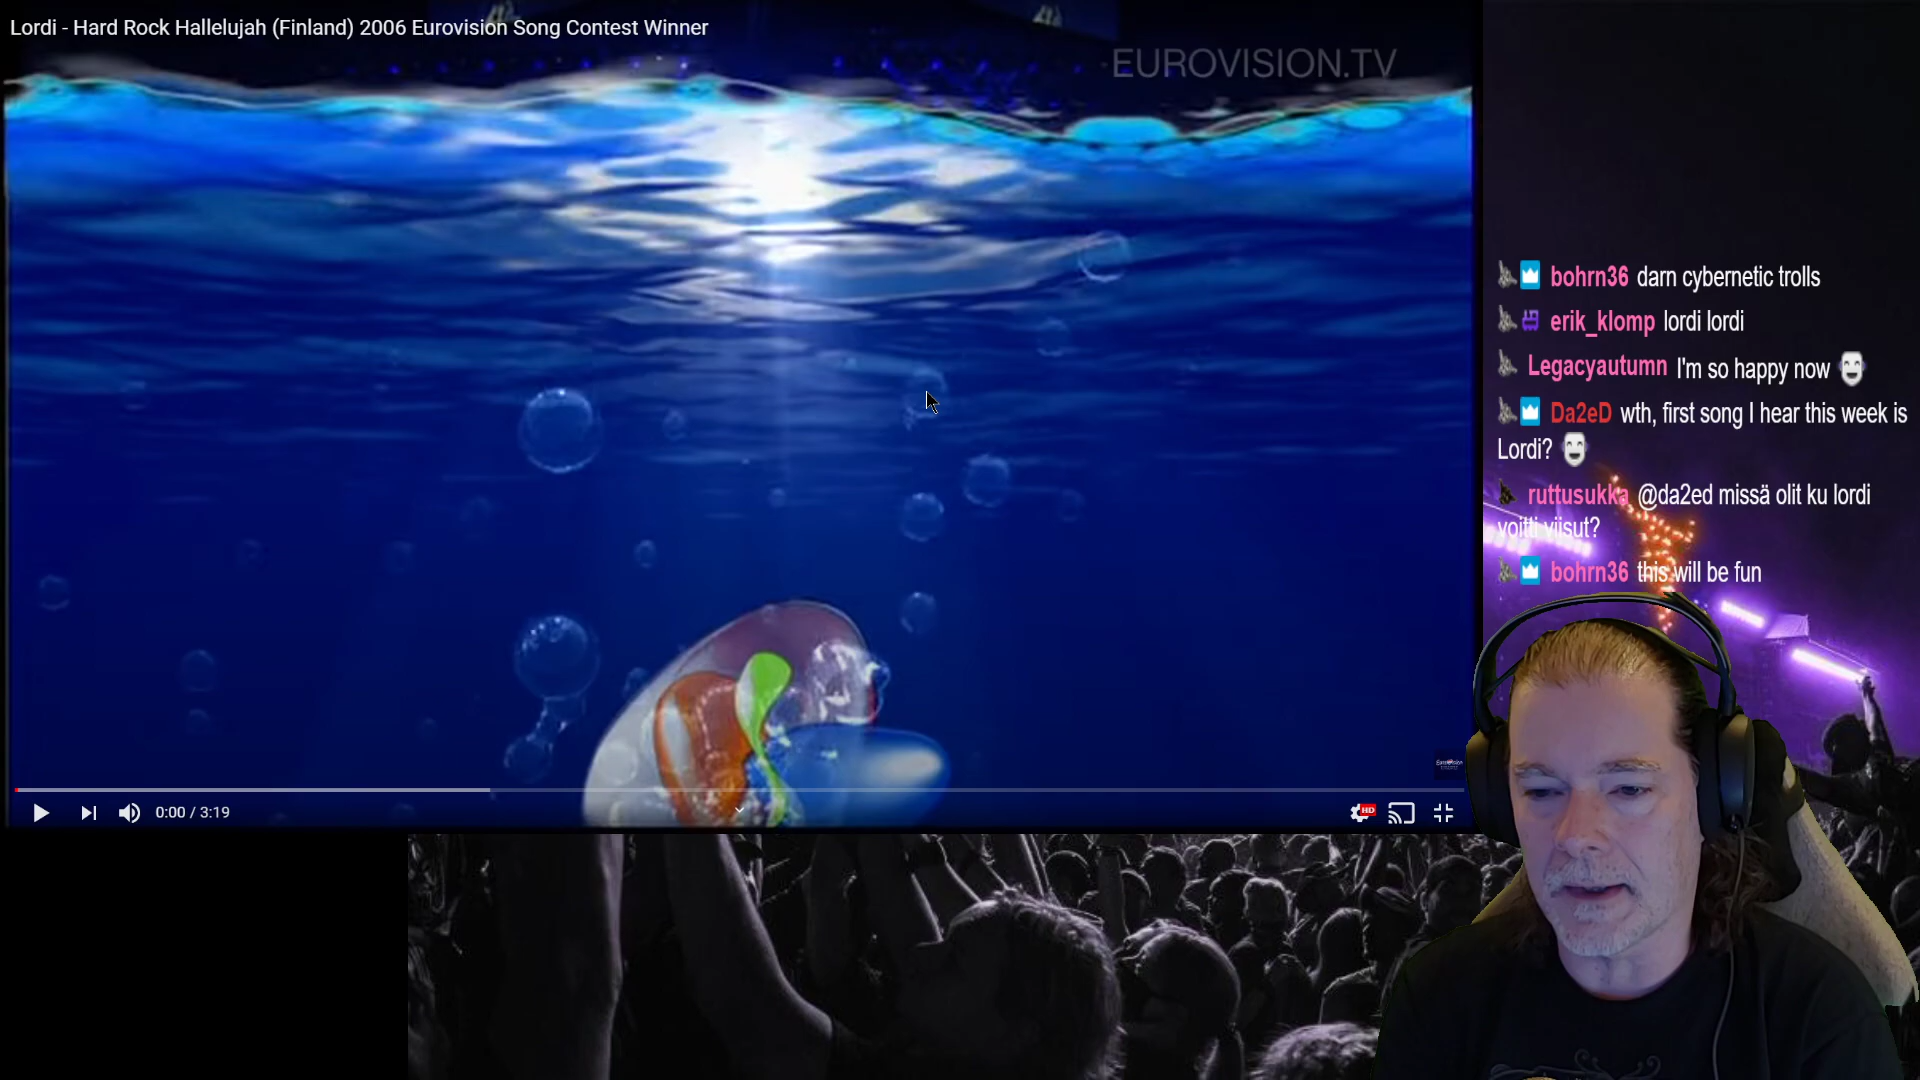 Lordi - Hard Rock Hallelujah (Finland) 2006 Eurovision Song Contest Winner
EUROVISION.TV
bohrn36 darn cybernetic trolls
erik_klomp lordi lordi
Legacyautumn I'm so happy now
Da2eD wth, first song I hear this week is
Lordi?
ruttusukka @da2ed missä olit ku lordi
voitti viisut?
bohrn36 this will be fun
Eurovision
0:00 / 3:19
HD